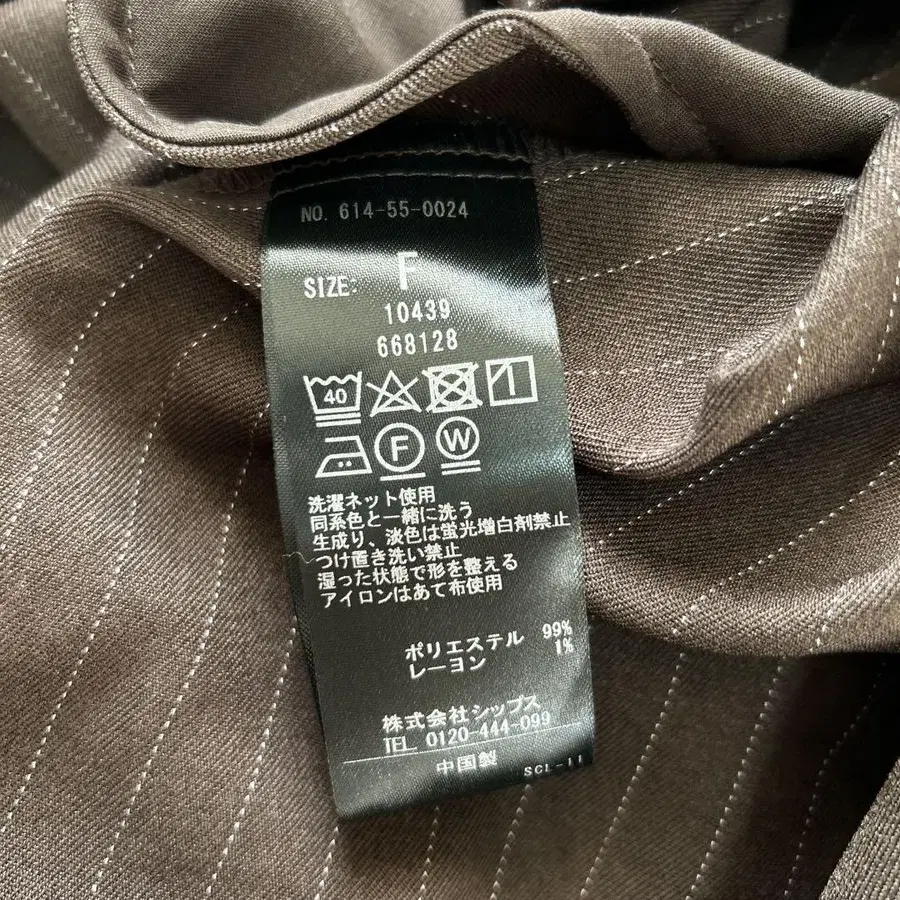 NO. 614-55-0024
SIZE: F
10439
668128
40
F W
洗濯ネット使用
同系色と一緒に洗う
生成り、淡色は蛍光増白剤禁止
つけ置き洗い禁止
湿った状態で形を整える
アイロンはあて布使用
ポリエステル 99%
レーヨン 1%
株式会社シップス
TEL 0120-444-099
中国製 SCL-11